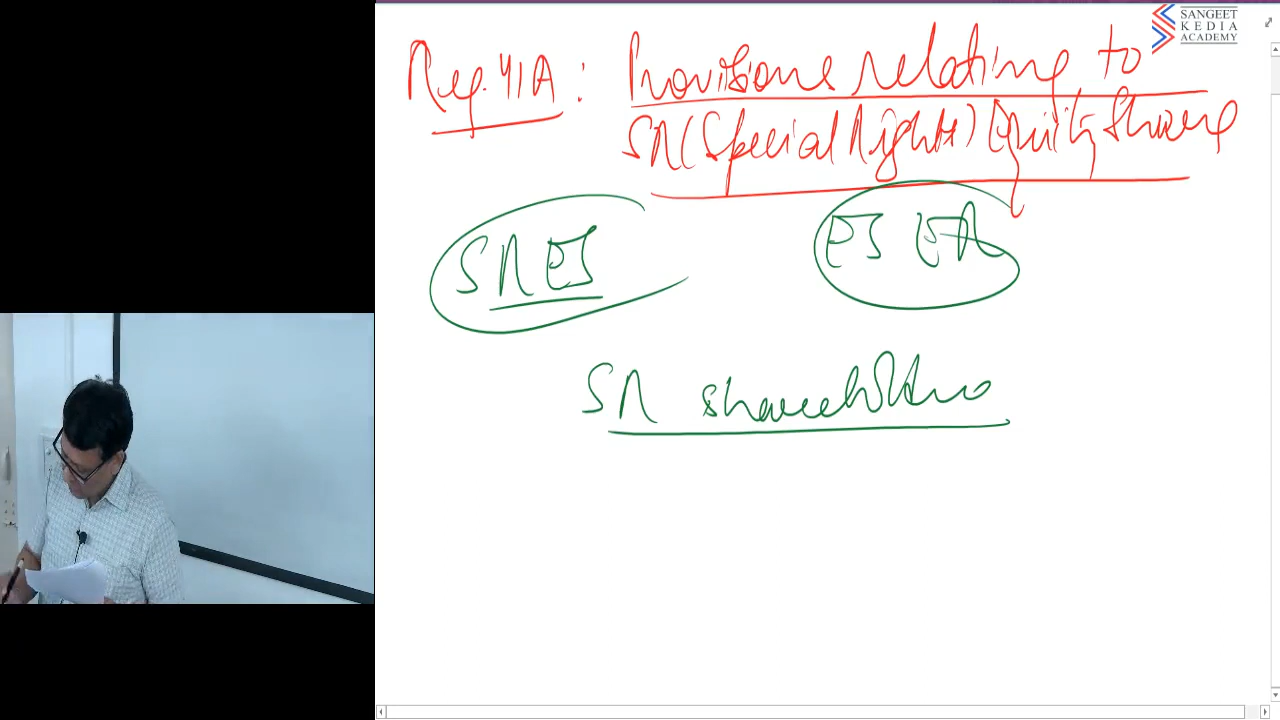 SANGEET
KEDIA
ACADEMY
Reg. 41A : Provisions relating to
SR (Special Rights) Equity Shares
SR ES
SR shareholders